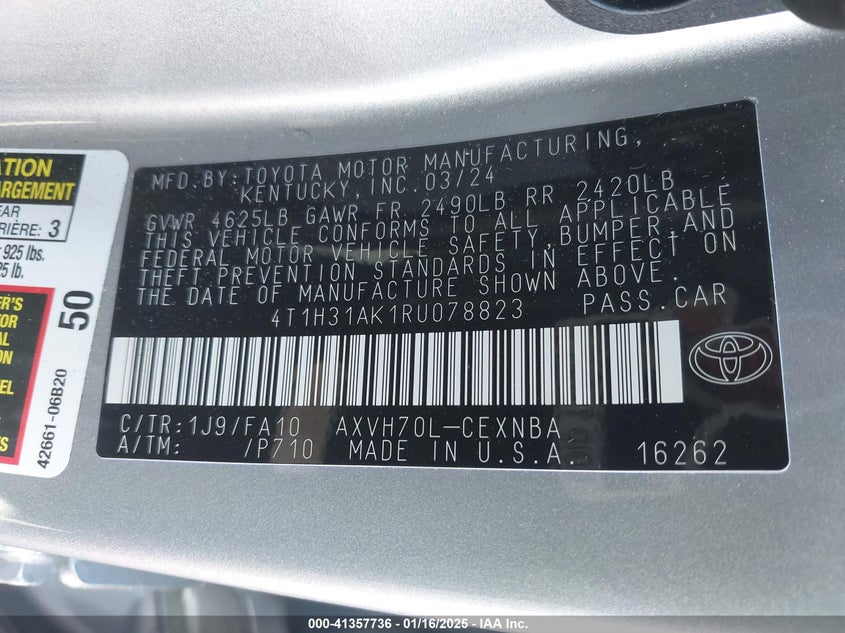 MFD.BY:TOYOTA MOTOR MANUFACTURING,
KENTUCKY,INC.03/24
GVWR 4625LB GAWR FR 2490LB RR 2420LB
THIS VEHICLE CONFORMS TO ALL APPLICABLE
FEDERAL MOTOR VEHICLE SAFETY,BUMPER,AND
THEFT PREVENTION STANDARDS IN EFFECT ON
THE DATE OF MANUFACTURE SHOWN ABOVE.
4T1H31AK1RU078823 PASS.CAR
C/TR:1J9/FA10 AXVH70L-CEXNBA
A/TM: /P710 MADE IN U.S.A. 16262
3
925 lbs.
lb.
50
42661-06B20
000-41357736 - 01/16/2025 - IAA Inc.